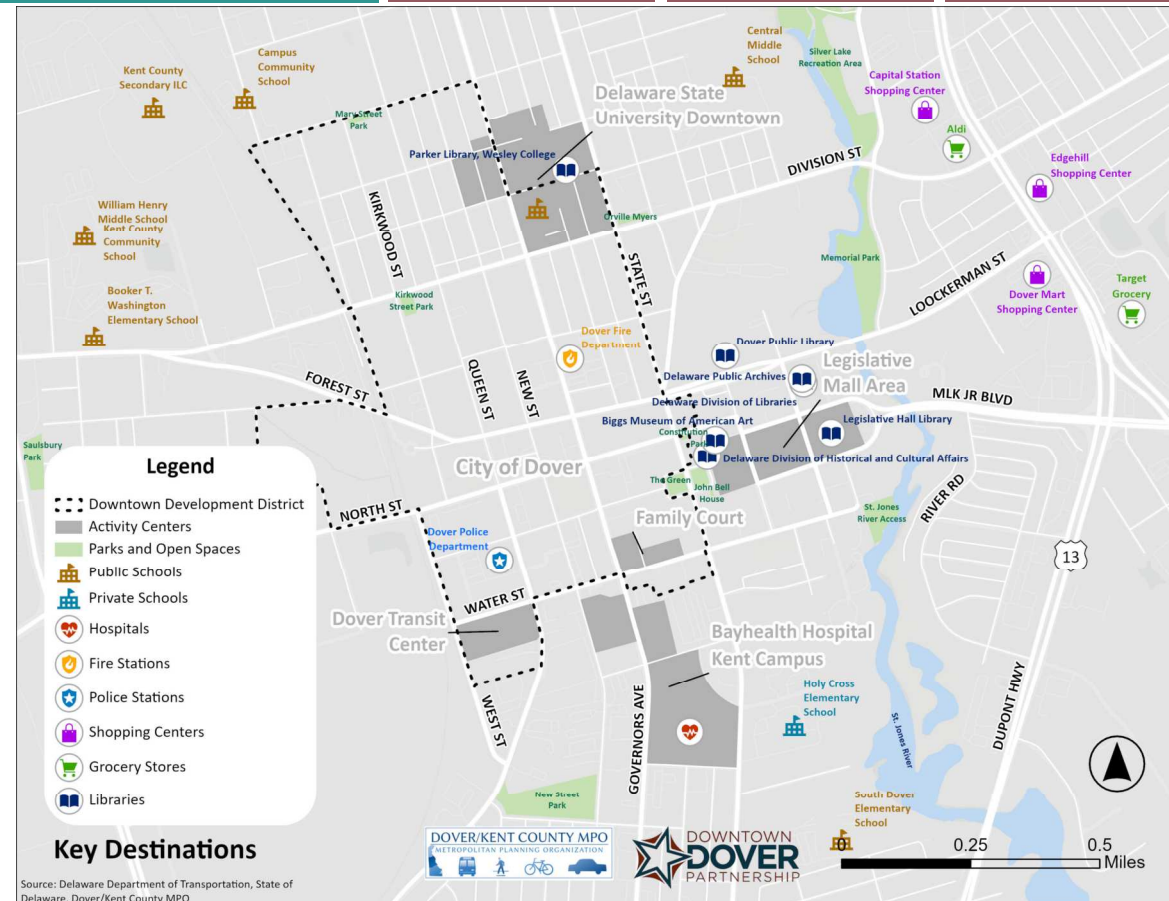 Central
Middle
School
Silver Lake
Recreation Area
Campus
Community
School
Kent County
Secondary ILC
Capital Station
Shopping Center
Delaware State
University Downtown
Mary Street
Park
Aldi
Parker Library, Wesley College
DIVISION ST
Edgehill
Shopping Center
William Henry
Middle School
Kent County
Community
School
KIRKWOOD ST
Orville Myers
STATE ST
Memorial Park
LOOCKERMAN ST
Target
Grocery
Booker T.
Washington
Elementary School
Kirkwood
Street Park
Dover Mart
Shopping Center
Dover Fire
Department
Dover Public Library
Legislative
Mall Area
Delaware Public Archives
FOREST ST
QUEEN ST
NEW ST
MLK JR BLVD
Delaware Division of Libraries
Biggs Museum of American Art
Legislative Hall Library
Constitution
Park
Saulsbury
Park
City of Dover
Delaware Division of Historical and Cultural Affairs
The Green
John Bell
House
RIVER RD
NORTH ST
Family Court
St. Jones
River Access
Dover Police
Department
13
WATER ST
Dover Transit
Center
Bayhealth Hospital
Kent Campus
WEST ST
GOVERNORS AVE
Holy Cross
Elementary
School
St. Jones River
DUPONT HWY
New Street
Park
South Dover
Elementary
School
Legend
Downtown Development District
Activity Centers
Parks and Open Spaces
Public Schools
Private Schools
Hospitals
Fire Stations
Police Stations
Shopping Centers
Grocery Stores
Libraries
Key Destinations
Source: Delaware Department of Transportation, State of
Delaware, Dover/Kent County MPO
DOVER/KENT COUNTY MPO
METROPOLITAN PLANNING ORGANIZATION
DOWNTOWN
DOVER
PARTNERSHIP
0 0.25 0.5
Miles